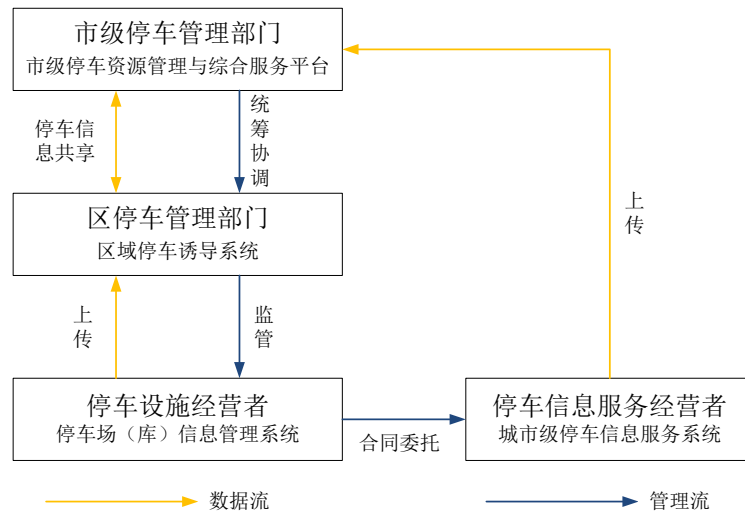 市级停车管理部门
市级停车资源管理与综合服务平台
停车信
息共享
统
筹
协
调
上
传
区停车管理部门
区域停车诱导系统
上
传
监
管
停车设施经营者
停车场（库）信息管理系统
合同委托
停车信息服务经营者
城市级停车信息服务系统
数据流
管理流